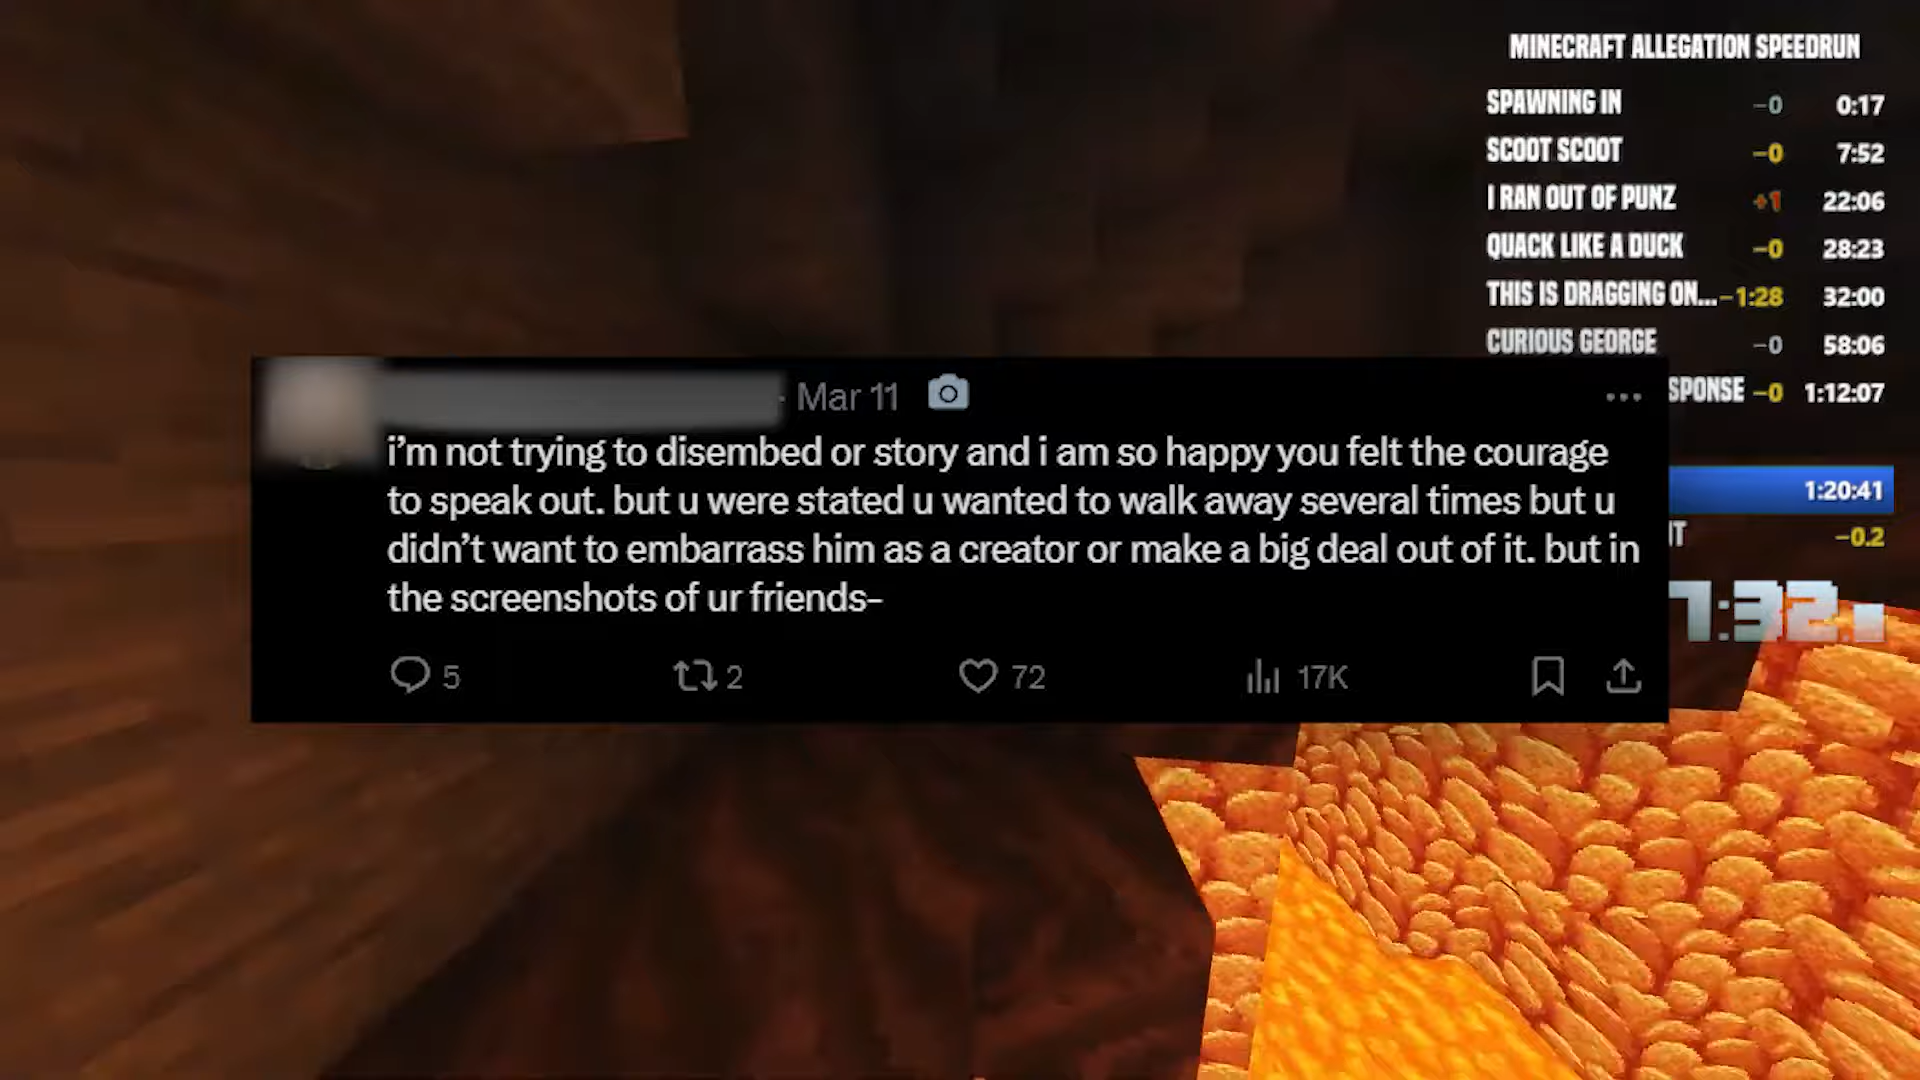 MINECRAFT ALLEGATION SPEEDRUN
SPAWNING IN −0 0:17
SCOOT SCOOT −0 7:52
I RAN OUT OF PUNZ +1 22:06
QUACK LIKE A DUCK −0 28:23
THIS IS DRAGGING ON... −1:28 32:00
CURIOUS GEORGE −0 58:06
SPONSE −0 1:12:07
1:20:41
−0.2
7:32.
· Mar 11
i’m not trying to disembed or story and i am so happy you felt the courage
to speak out. but u were stated u wanted to walk away several times but u
didn’t want to embarrass him as a creator or make a big deal out of it. but in
the screenshots of ur friends–
5 2 72 17K